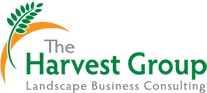 The
Harvest Group
Landscape Business Consulting